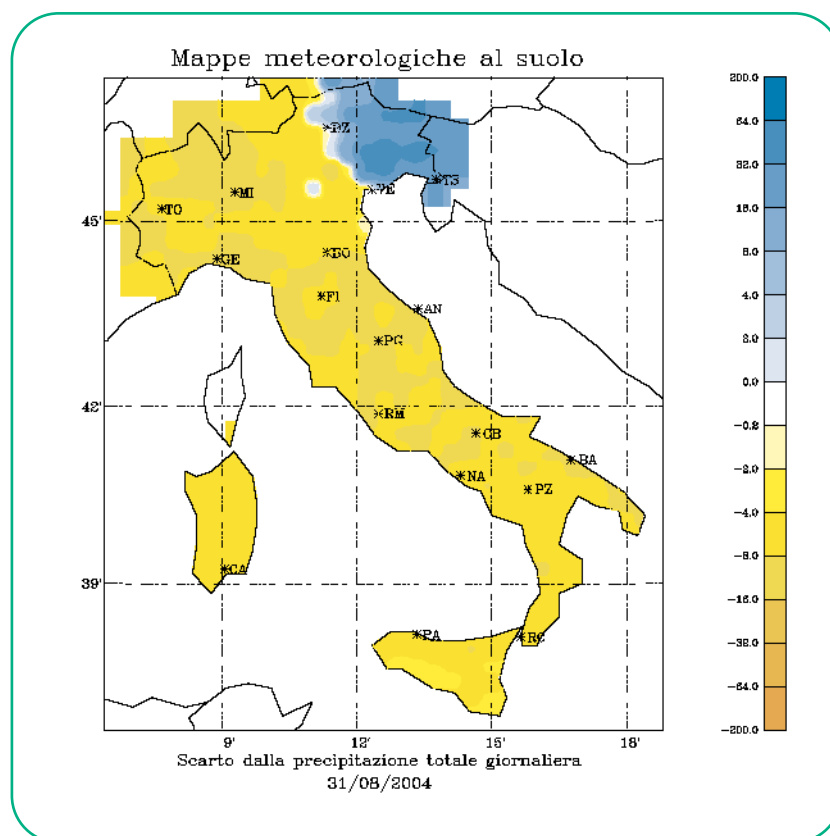 Mappe meteorologiche al suolo
200.0
64.0
32.0
16.0
8.0
4.0
2.0
0.0
-0.2
-2.0
-4.0
-8.0
-16.0
-32.0
-64.0
-200.0
BZ
TS
VE
MI
TO
45'
BO
GE
FI
AN
PG
42'
RM
CB
BA
NA
PZ
39'
CA
PA
RC
9'
12'
15'
18'
Scarto dalla precipitazione totale giornaliera
31/08/2004